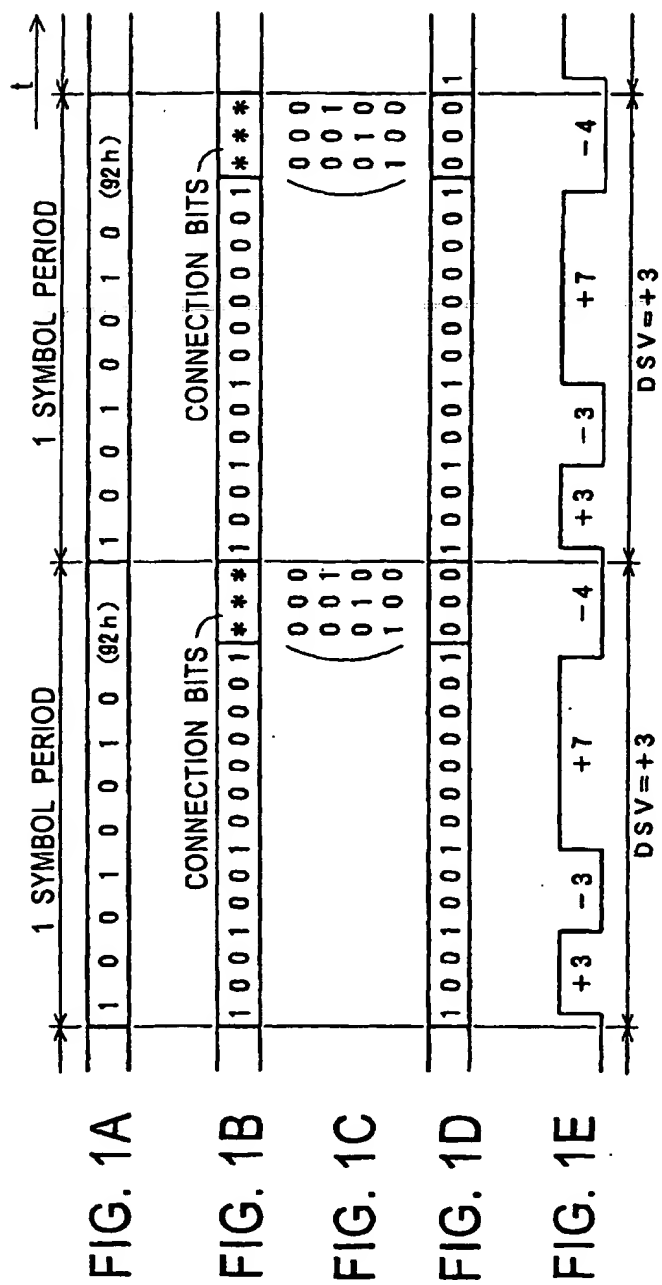 1 SYMBOL PERIOD 1 SYMBOL PERIOD t
FIG. 1A 1 0 0 1 0 0 1 0 (92h) 1 0 0 1 0 0 1 0 (92h)
CONNECTION BITS CONNECTION BITS
FIG. 1B 1 0 0 1 0 0 1 0 0 0 0 0 0 1 * * * 1 0 0 1 0 0 1 0 0 0 0 0 0 1 * * *
0 0 0 0 0 0
0 0 1 0 0 1
FIG. 1C
0 1 0 0 1 0
1 0 0 1 0 0
FIG. 1D 1 0 0 1 0 0 1 0 0 0 0 0 0 1 0 0 0 1 0 0 1 0 0 1 0 0 0 0 0 0 1 0 0 0 1
FIG. 1E +3 -3 +7 -4 +3 -3 +7 -4
DSV=+3 DSV=+3